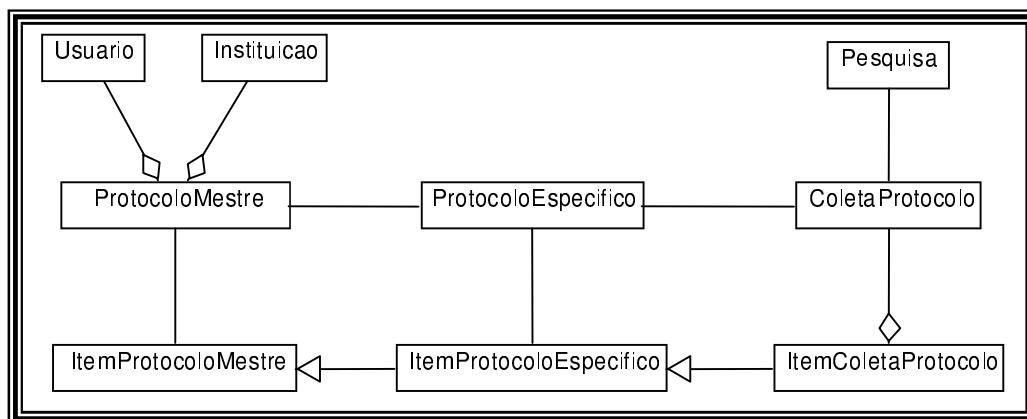 Usuario
Instituicao
Pesquisa
ProtocoloMestre
ProtocoloEspecifico
ColetaProtocolo
ItemProtocoloMestre
ItemProtocoloEspecifico
ItemColetaProtocolo